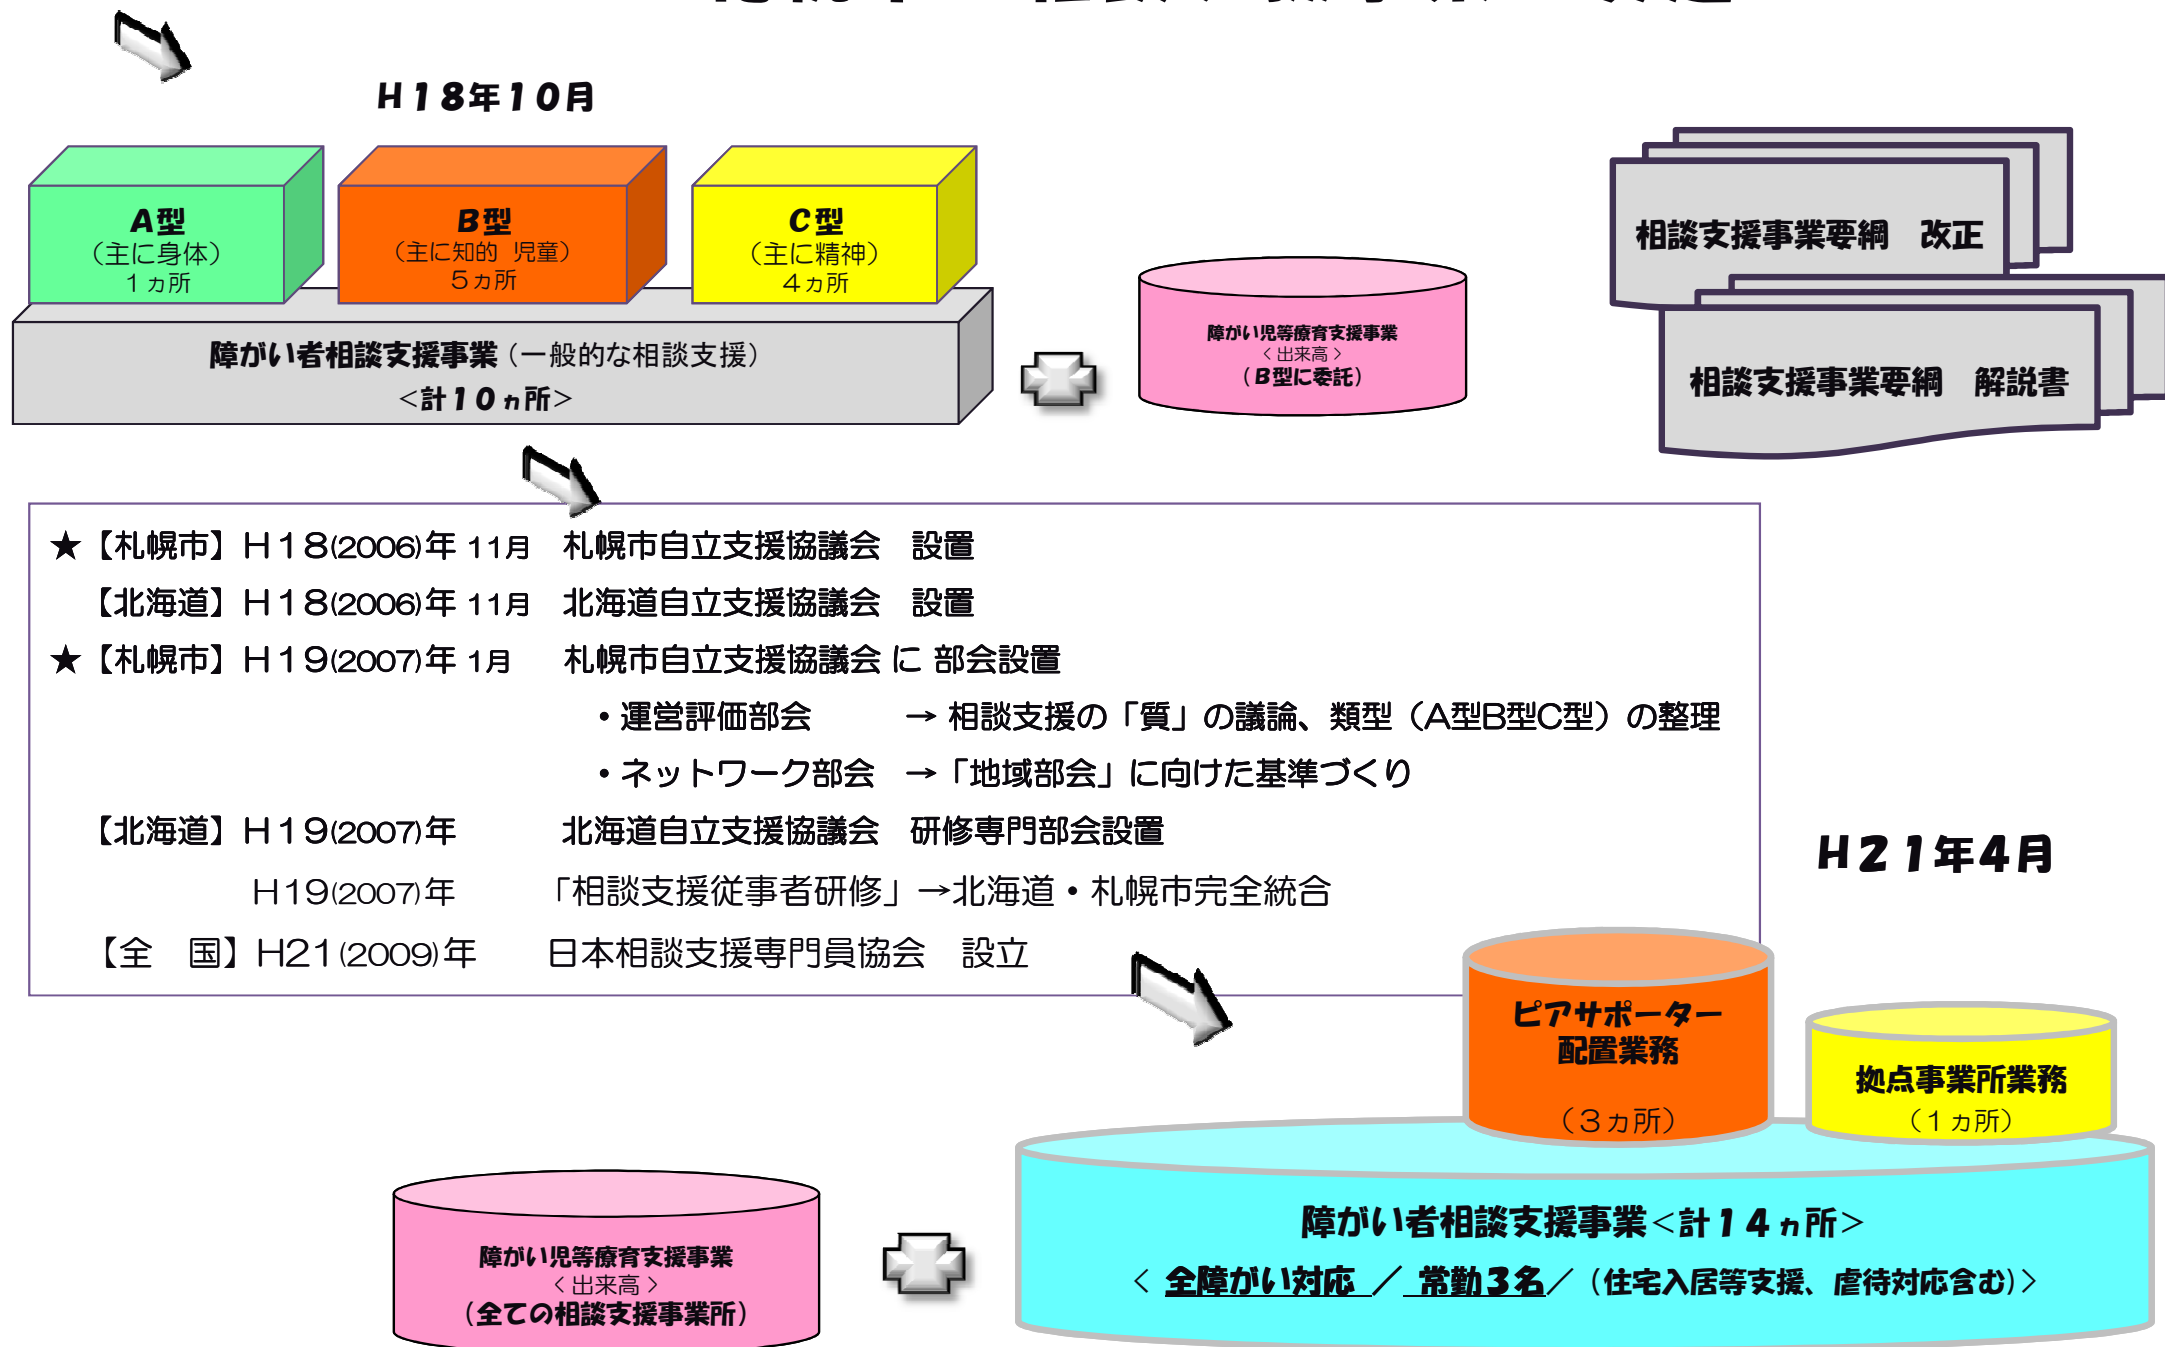 H18年10月
A型
（主に身体）
1ヵ所
B型
（主に知的 児童）
5ヵ所
C型
（主に精神）
4ヵ所
障がい者相談支援事業（一般的な相談支援）
＜計10ヵ所＞
障がい児等療育支援事業
＜出来高＞
（B型に委託）
相談支援事業要綱　改正
相談支援事業要綱　解説書
★【札幌市】H18(2006)年 11月　札幌市自立支援協議会　設置
【北海道】H18(2006)年 11月　北海道自立支援協議会　設置
★【札幌市】H19(2007)年 1月　札幌市自立支援協議会 に 部会設置
・運営評価部会　→ 相談支援の「質」の議論、類型（A型B型C型）の整理
・ネットワーク部会　→「地域部会」に向けた基準づくり
【北海道】H19(2007)年　北海道自立支援協議会　研修専門部会設置
H19(2007)年　「相談支援従事者研修」→北海道・札幌市完全統合
【全　国】H21(2009)年　日本相談支援専門員協会　設立
H21年4月
ピアサポーター
配置業務
（3ヵ所）
拠点事業所業務
（1ヵ所）
障がい者相談支援事業＜計14ヵ所＞
＜ 全障がい対応 ／ 常勤3名／（住宅入居等支援、虐待対応含む）＞
障がい児等療育支援事業
＜出来高＞
（全ての相談支援事業所）